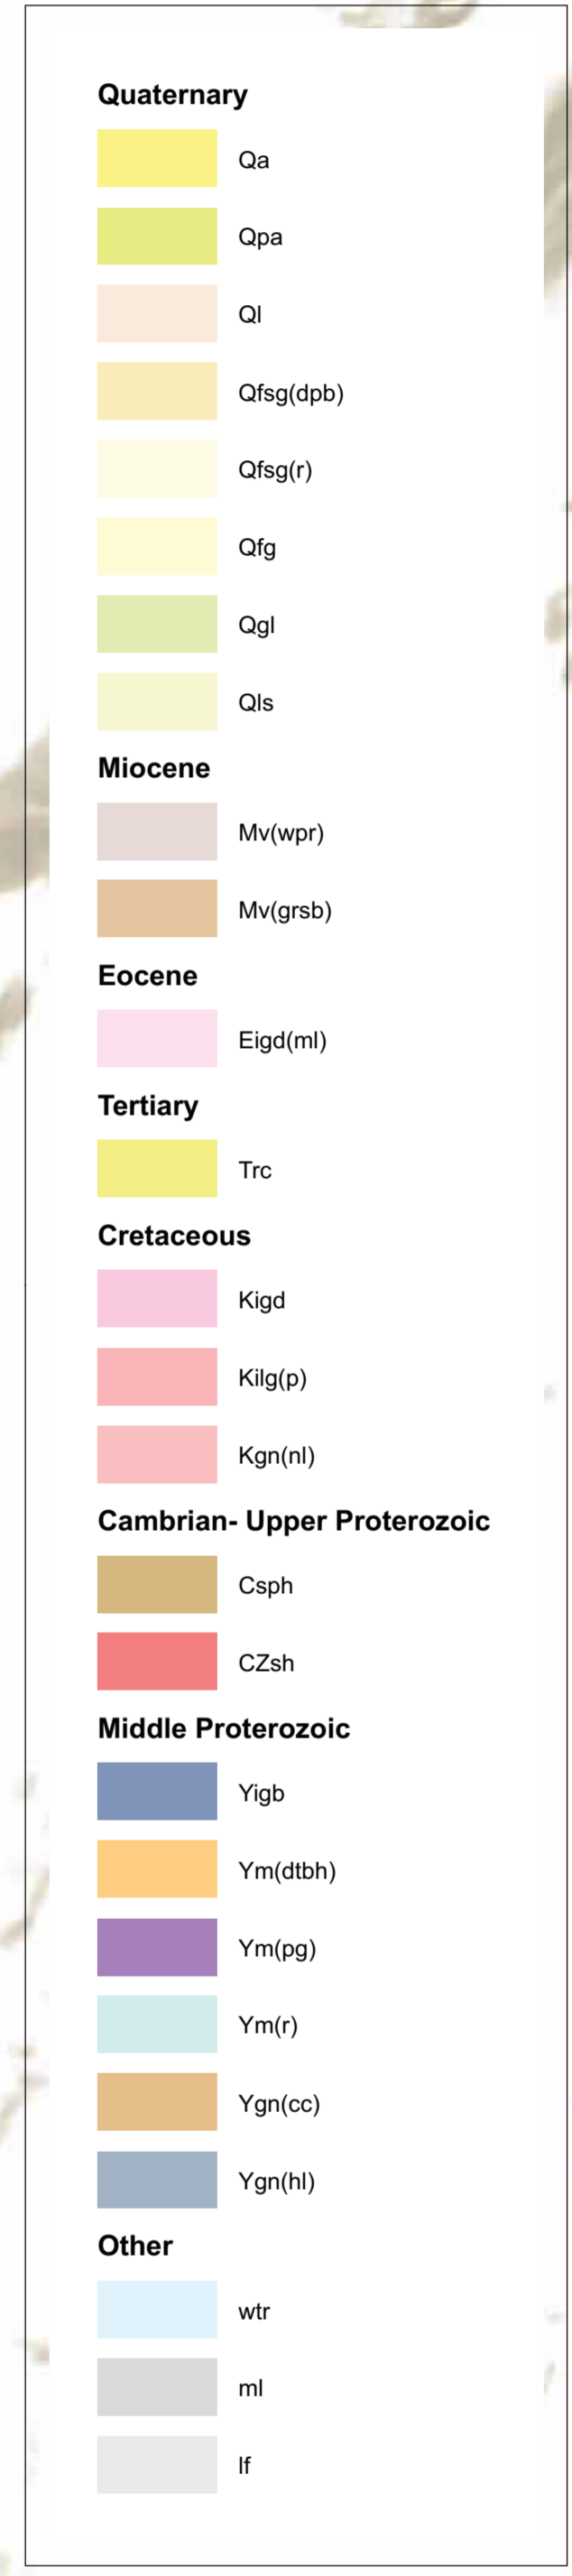 Quaternary
Qa
Qpa
Ql
Qfsg(dpb)
Qfsg(r)
Qfg
Qgl
Qls
Miocene
Mv(wpr)
Mv(grsb)
Eocene
Eigd(ml)
Tertiary
Trc
Cretaceous
Kigd
Kilg(p)
Kgn(nl)
Cambrian- Upper Proterozoic
Csph
CZsh
Middle Proterozoic
Yigb
Ym(dtbh)
Ym(pg)
Ym(r)
Ygn(cc)
Ygn(hl)
Other
wtr
ml
lf